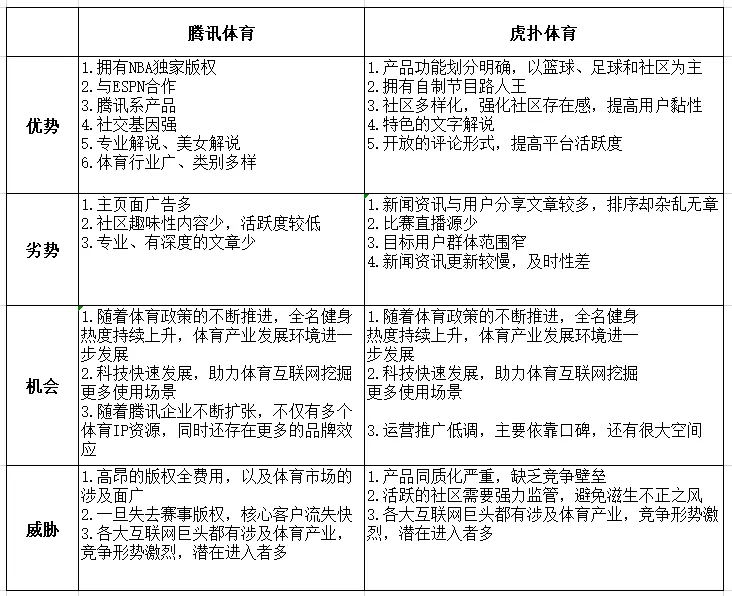 腾讯体育
虎扑体育
优势
1.拥有NBA独家版权
2.与ESPN合作
3.腾讯系产品
4.社交基因强
5.专业解说、美女解说
6.体育行业广、类别多样
1.产品功能划分明确，以篮球、足球和社区为主
2.拥有自制节目路人王
3.社区多样化，强化社区存在感，提高用户黏性
4.特色的文字解说
5.开放的评论形式，提高平台活跃度
劣势
1.主页面广告多
2.社区趣味性内容少，活跃度较低
3.专业、有深度的文章少
1.新闻资讯与用户分享文章较多，排序却杂乱无章
2.比赛直播源少
3.目标用户群体范围窄
4.新闻资讯更新较慢，及时性差
机会
1.随着体育政策的不断推进，全名健身
热度持续上升，体育产业发展环境进一
步发展
2.科技快速发展，助力体育互联网挖掘
更多使用场景
3.随着腾讯企业不断扩张，不仅有多个
体育IP资源，同时还存在更多的品牌效
应
1.随着体育政策的不断推进，全名健身
热度持续上升，体育产业发展环境进一
步发展
2.科技快速发展，助力体育互联网挖掘
更多使用场景
3.运营推广低调，主要依靠口碑，还有很大空间
威胁
1.高昂的版权全费用，以及体育市场的
涉及面广
2.一旦失去赛事版权，核心客户流失快
3.各大互联网巨头都有涉及体育产业，
竞争形势激烈，潜在进入者多
1.产品同质化严重，缺乏竞争壁垒
2.活跃的社区需要强力监管，避免滋生不正之风
3.各大互联网巨头都有涉及体育产业，竞争形势激
烈，潜在进入者多